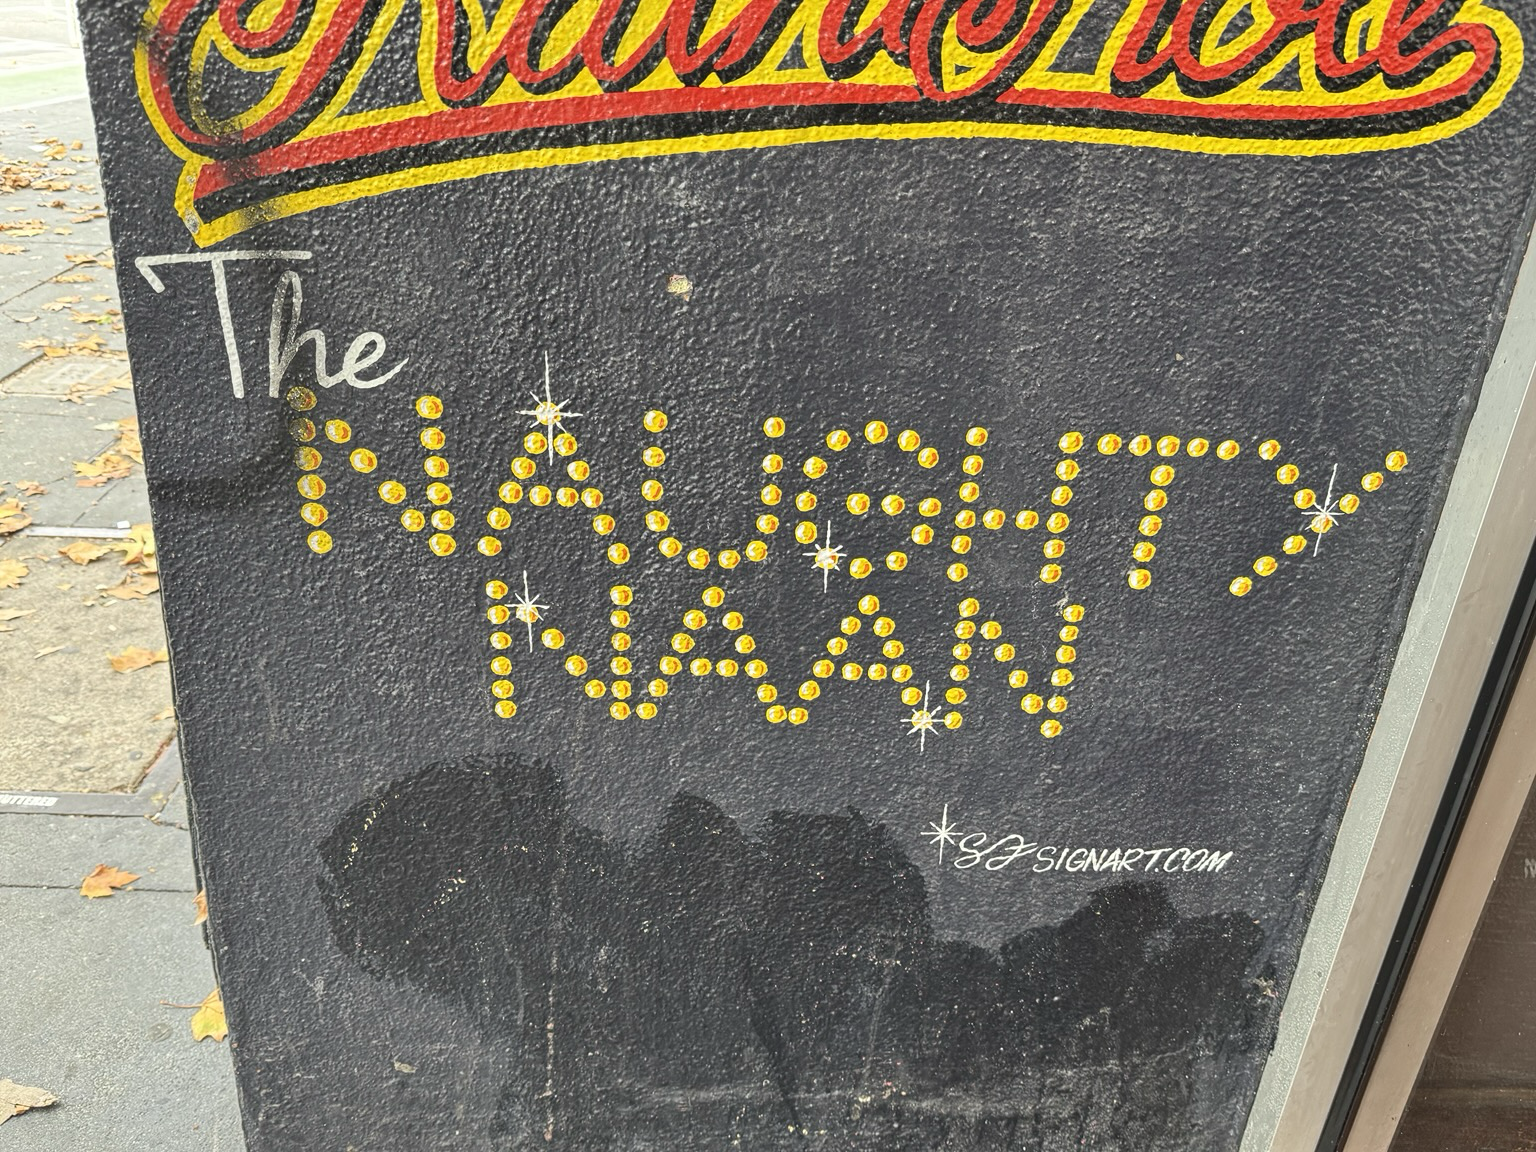 The
NAUGHTY
NAAN
SJ SIGNART.COM